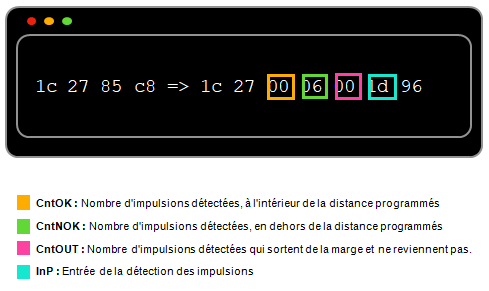 1c 27 85 c8 => 1c 27 00 06 00 1d 96
CntOK : Nombre d'impulsions détectées, à l'intérieur de la distance programmés
CntNOK : Nombre d'impulsions détectées, en dehors de la distance programmés
CntOUT : Nombre d'impulsions détectées qui sortent de la marge et ne reviennent pas.
InP : Entrée de la détection des impulsions